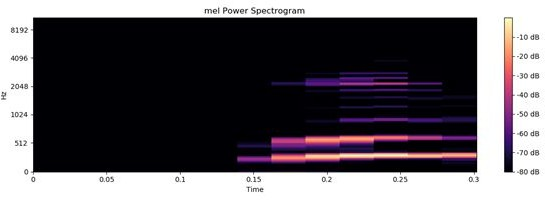 mel Power Spectrogram
8192
4096
2048
1024
512
0
Hz
0
0.05
0.1
0.15
0.2
0.25
0.3
Time
-10 dB
-20 dB
-30 dB
-40 dB
-50 dB
-60 dB
-70 dB
-80 dB